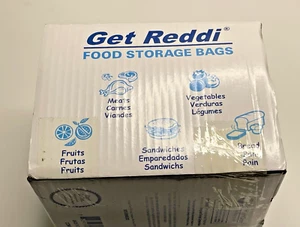 Get Reddi®
FOOD STORAGE BAGS
Meats
Carnes
Viandes
Vegetables
Verduras
Légumes
Fruits
Frutas
Fruits
Sandwiches
Emparedados
Sandwichs
Bread
Pain